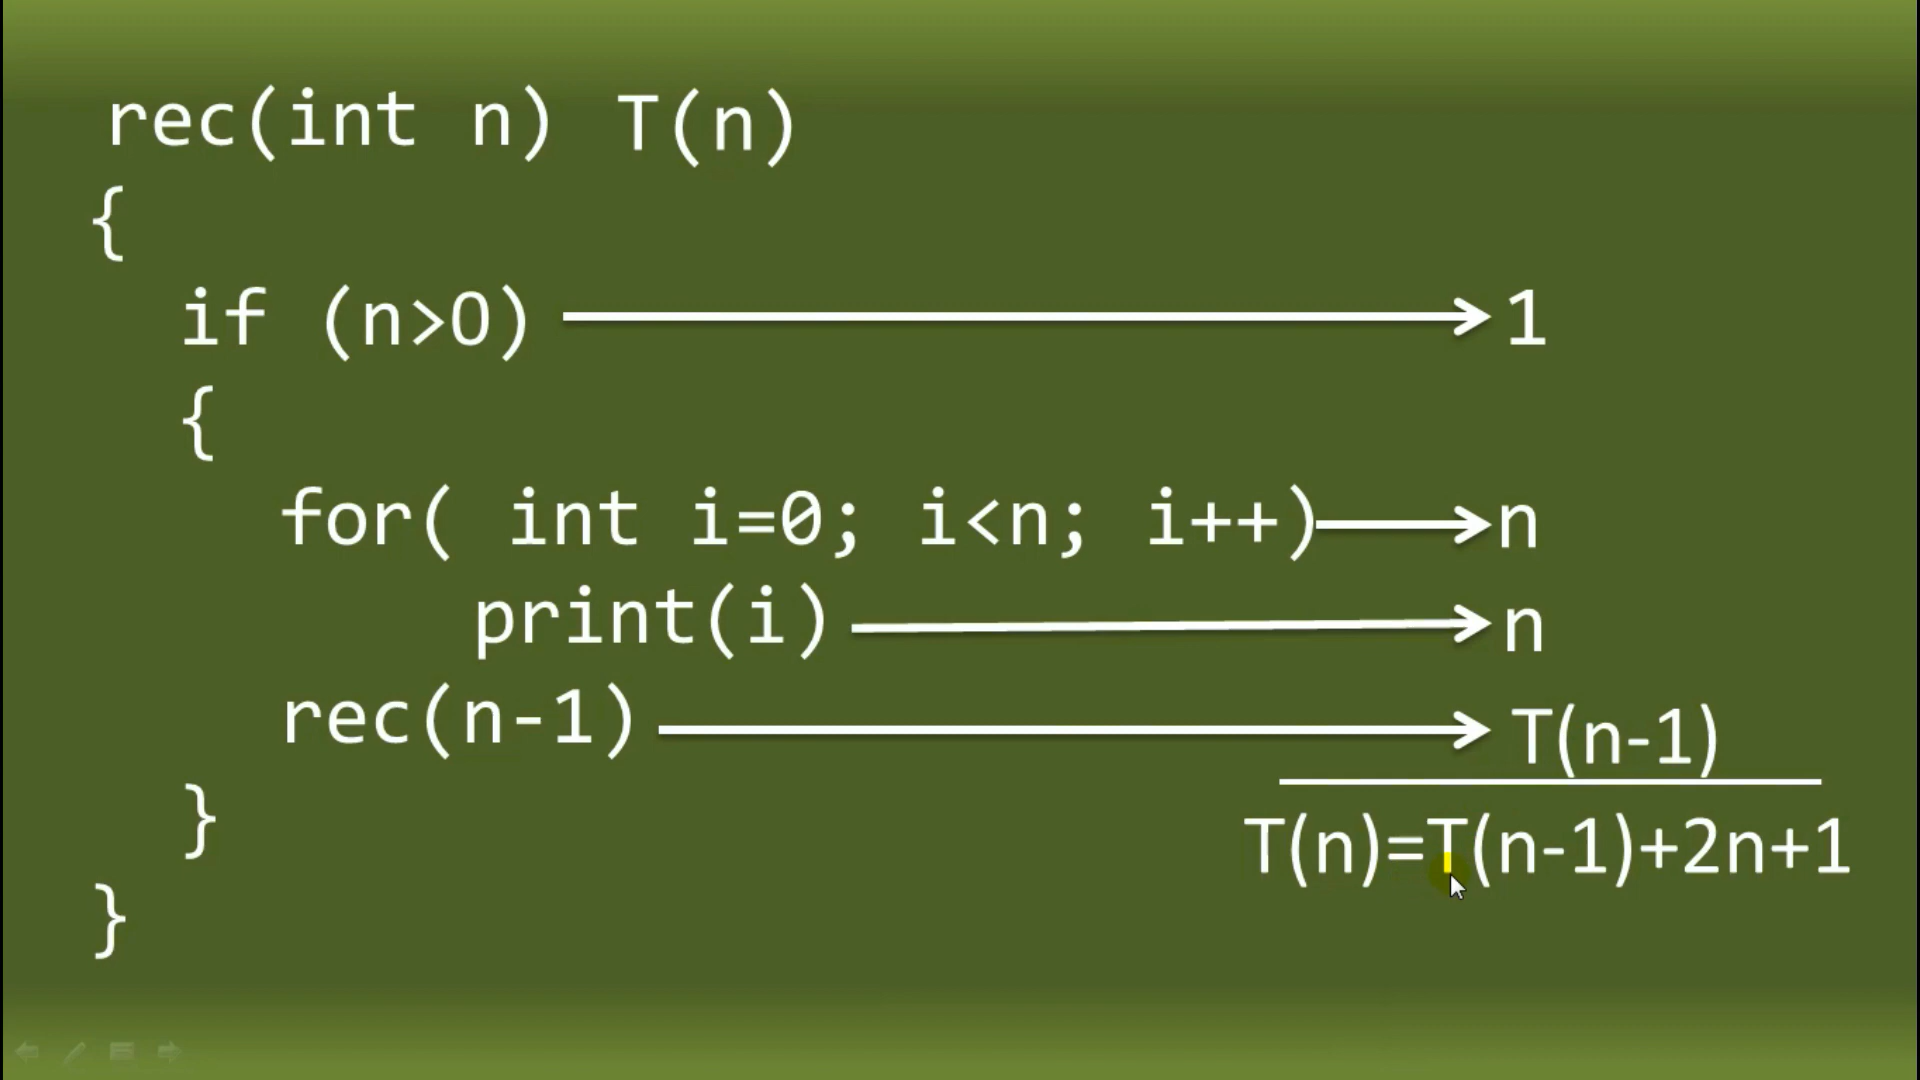 rec(int n) T(n)
{
if (n>0) 1
{
for( int i=0; i<n; i++) n
print(i) n
rec(n-1) T(n-1)
}
T(n)=T(n-1)+2n+1
}